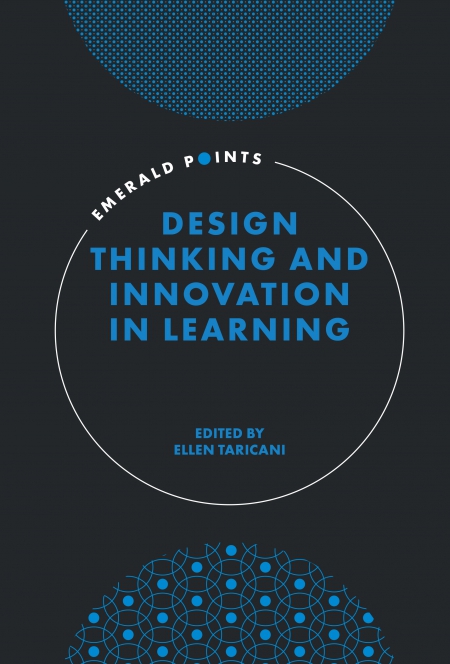 EMERALD POINTS
DESIGN
THINKING AND
INNOVATION
IN LEARNING
EDITED BY
ELLEN TARICANI